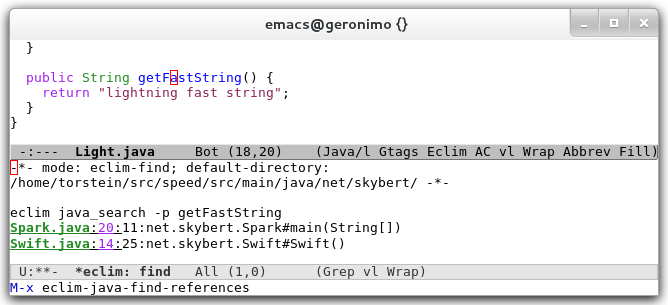 emacs@geronimo {}
}
public String getFastString() {
return "lightning fast string";
}
}
-:--- Light.java Bot (18,20) (Java/l Gtags Eclim AC vl Wrap Abbrev Fill)
-*- mode: eclim-find; default-directory:
/home/torstein/src/speed/src/main/java/net/skybert/ -*-
eclim java_search -p getFastString
Spark.java:20:11:net.skybert.Spark#main(String[])
Swift.java:14:25:net.skybert.Swift#Swift()
U:**- *eclim: find All (1,0) (Grep vl Wrap)
M-x eclim-java-find-references